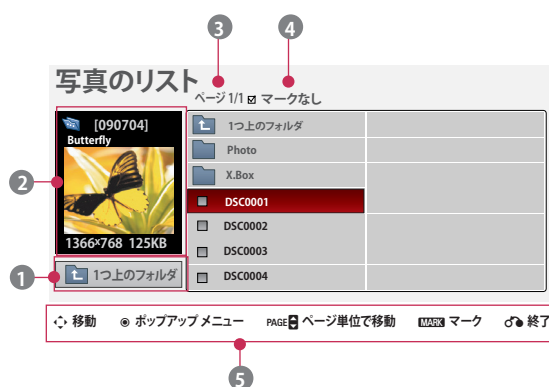 3 4
写真のリスト
ページ 1/1 マークなし
[090704]
Butterfly
1366×768 125KB
1つ上のフォルダ
1つ上のフォルダ
Photo
X.Box
DSC0001
DSC0002
DSC0003
DSC0004
2
1
移動 ポップアップ メニュー PAGE ページ単位で移動 MARK マーク 終了
5